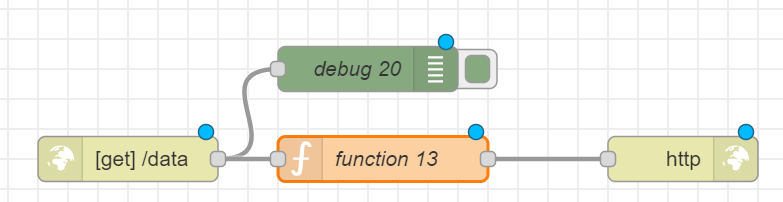 debug 20
[get] /data
function 13
http